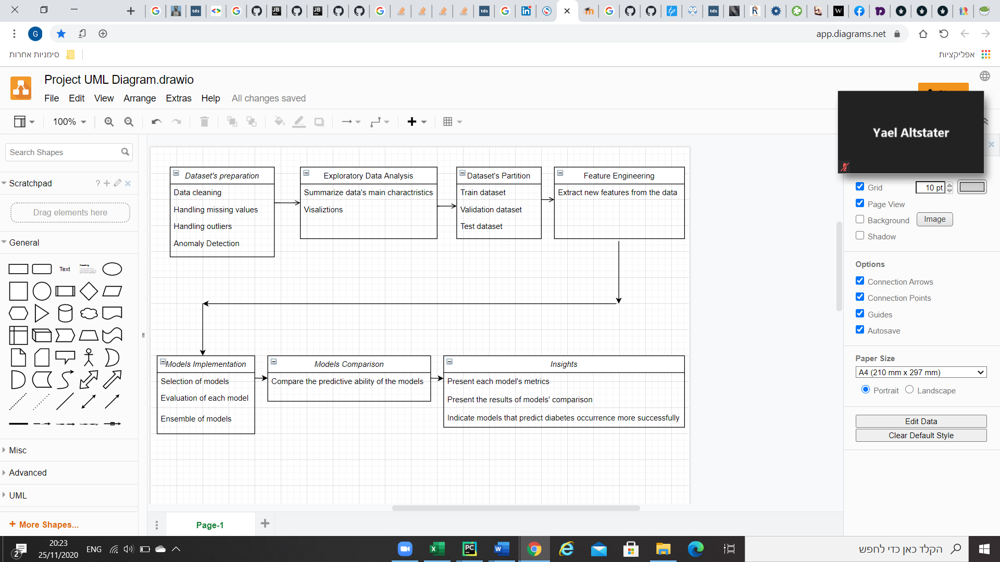 G
app.diagrams.net
סימניות אחרות
אפליקציות
Project UML Diagram.drawio
File Edit View Arrange Extras Help All changes saved
100%
Yael Altstater
Search Shapes
Scratchpad
?
Drag elements here
General
Text
Heading
Misc
Advanced
UML
+ More Shapes...
Dataset's preparation
Data cleaning
Handling missing values
Handling outliers
Anomaly Detection
Exploratory Data Analysis
Summarize data's main charactristics
Visaliztions
Dataset's Partition
Train dataset
Validation dataset
Test dataset
Feature Engineering
Extract new features from the data
Models Implementation
Selection of models
Evaluation of each model
Ensemble of models
Models Comparison
Compare the predictive ability of the models
Insights
Present each model's metrics
Present the results of models' comparison
Indicate models that predict diabetes occurrence more successfully
Grid 10 pt
Page View
Background Image
Shadow
Options
Connection Arrows
Connection Points
Guides
Autosave
Paper Size
A4 (210 mm x 297 mm)
Portrait Landscape
Edit Data
Clear Default Style
Page-1
2
20:23
25/11/2020
ENG
הקלד כאן כדי לחפש